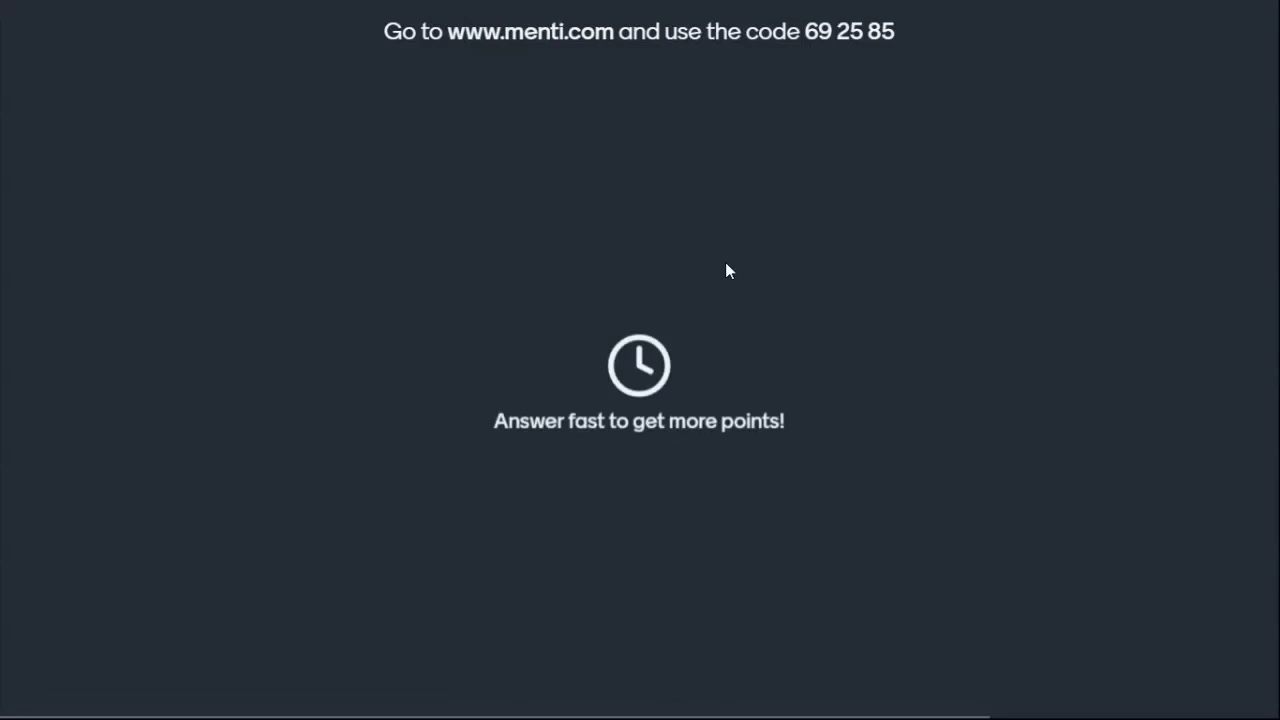 Go to www.menti.com and use the code 69 25 85
Answer fast to get more points!